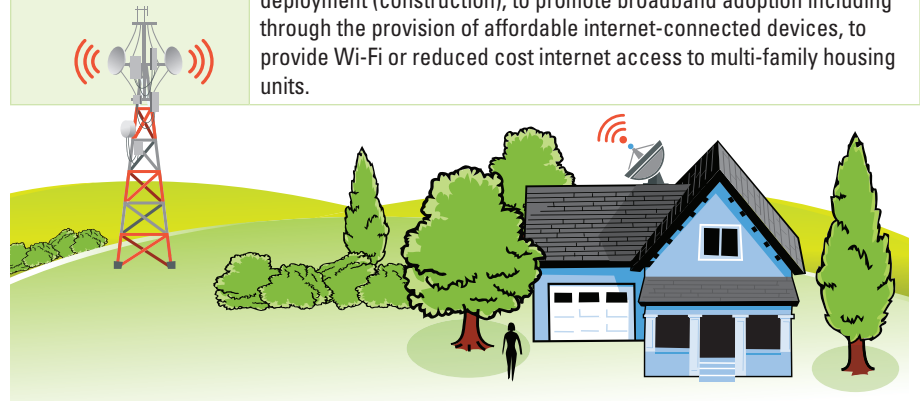 deployment (construction), to promote broadband adoption including
through the provision of affordable internet-connected devices, to
provide Wi-Fi or reduced cost internet access to multi-family housing
units.